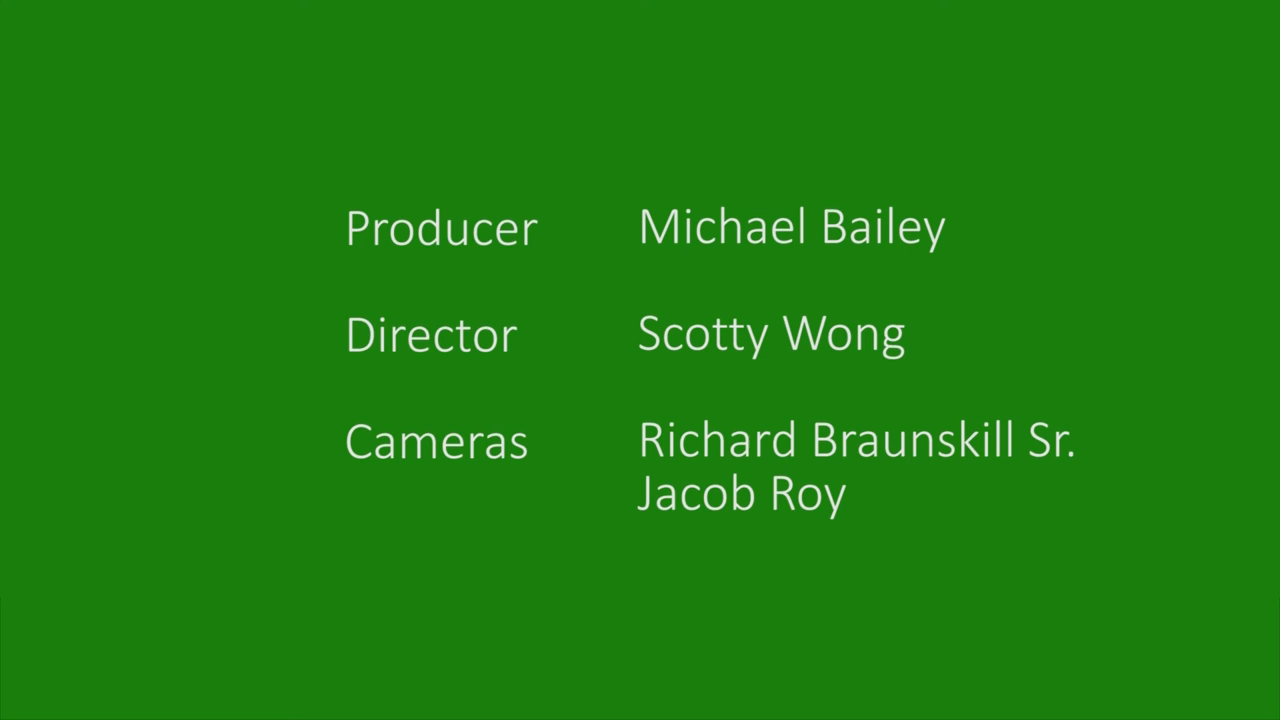 Producer Michael Bailey
Director Scotty Wong
Cameras Richard Braunskill Sr.
Jacob Roy